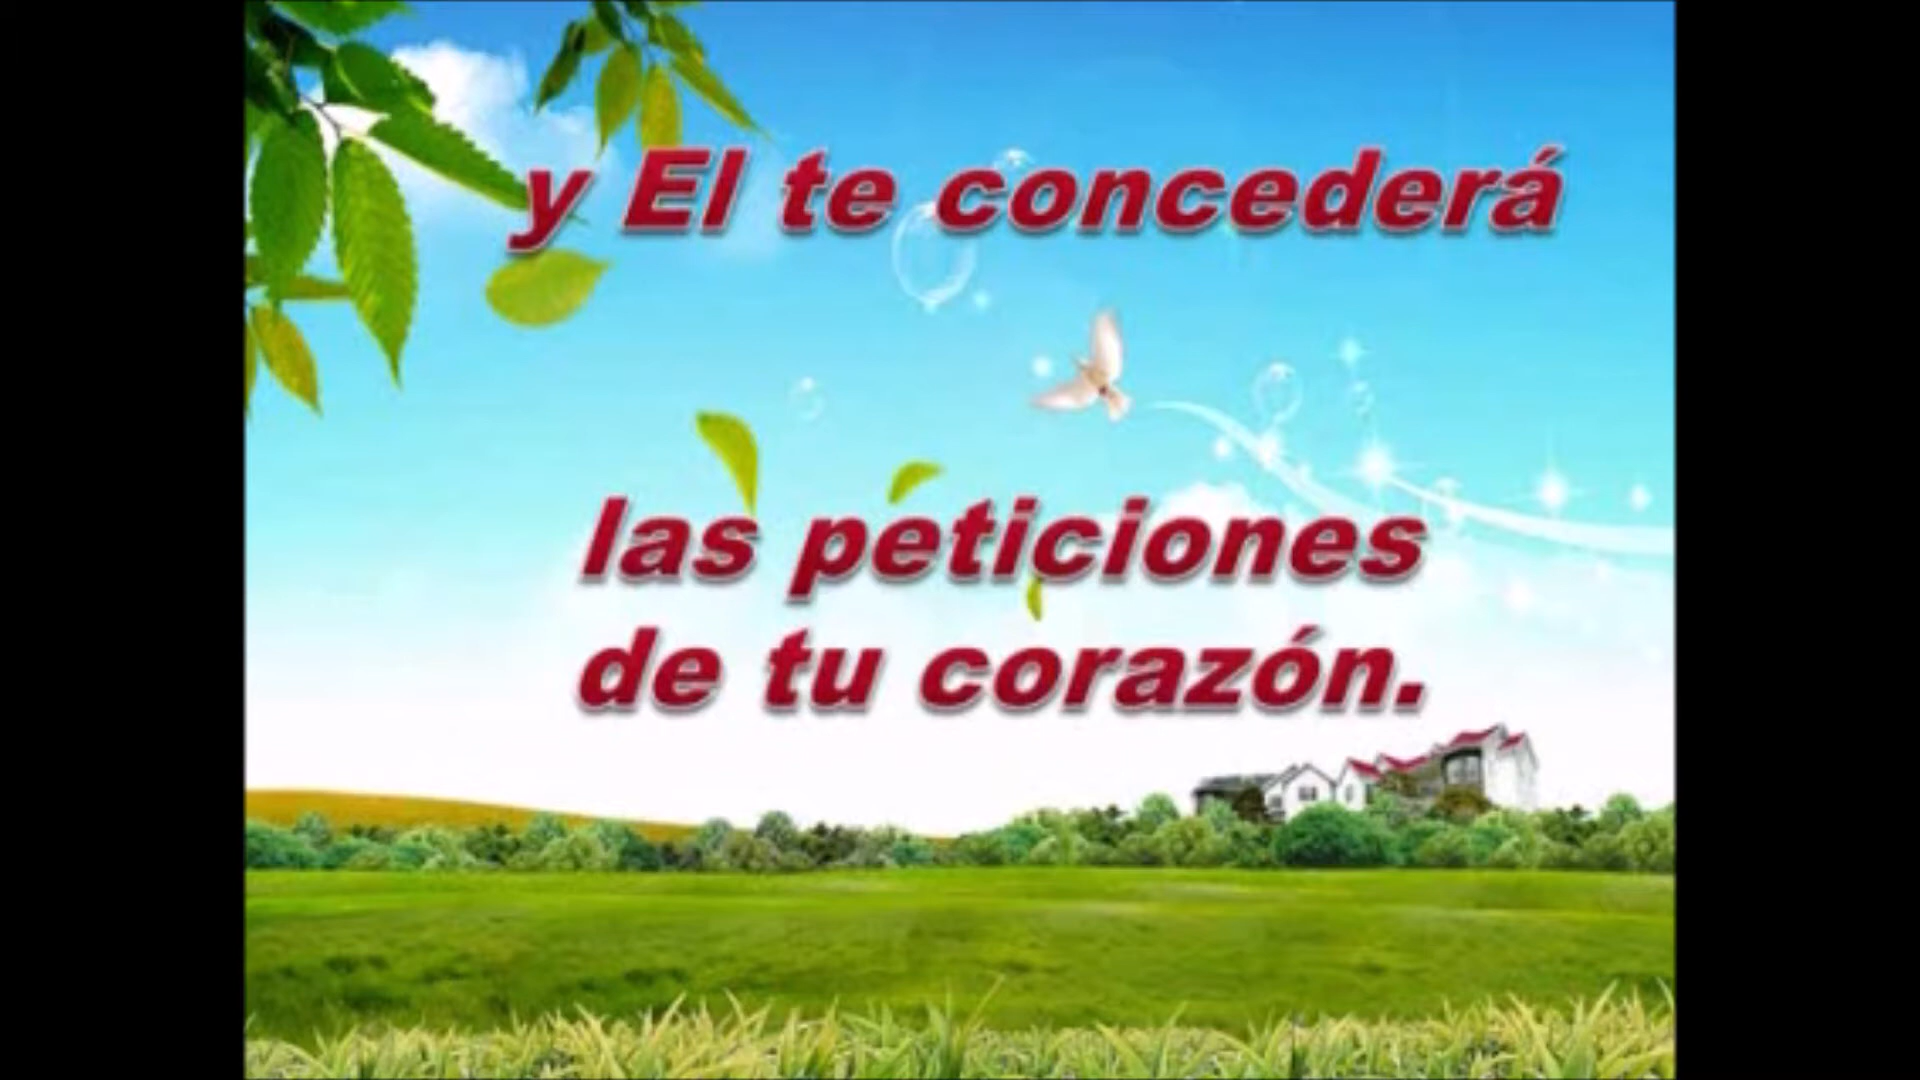 y El te concederá
las peticiones
de tu corazón.